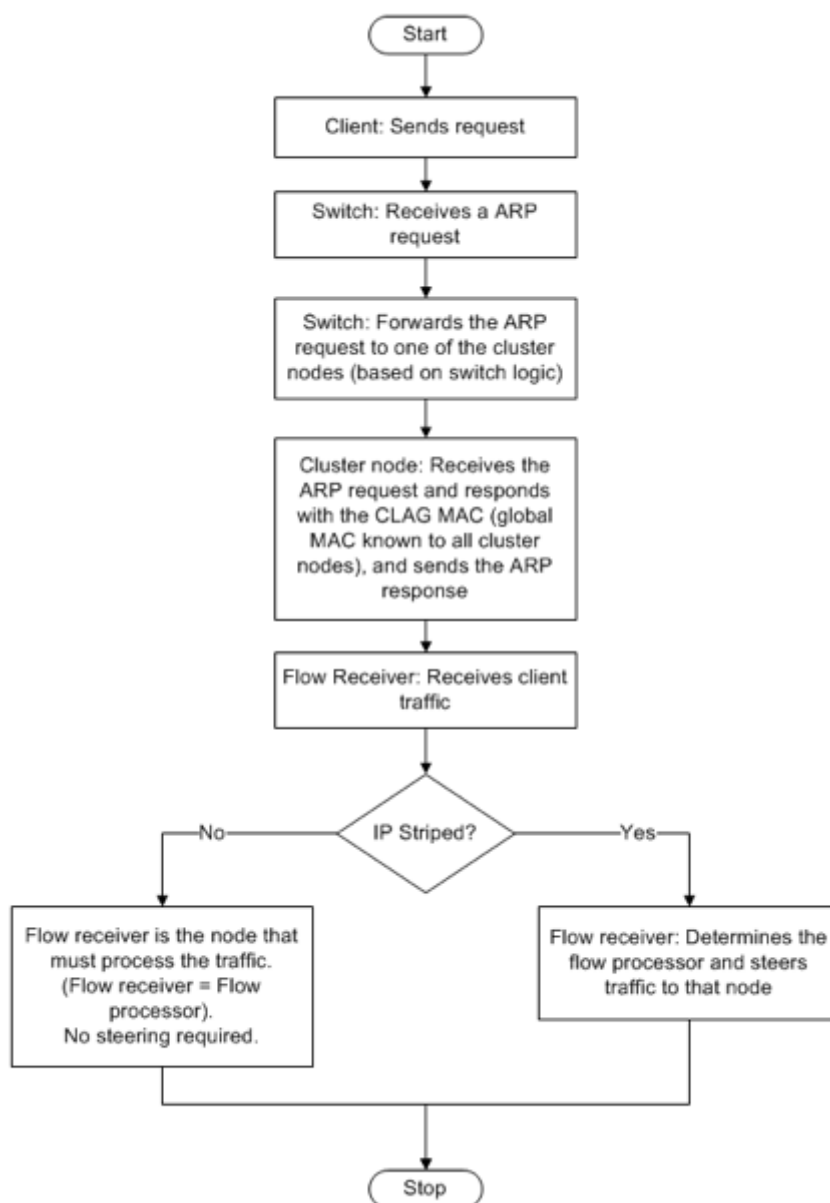 Start
Client: Sends request
Switch: Receives a ARP
request
Switch: Forwards the ARP
request to one of the cluster
nodes (based on switch logic)
Cluster node: Receives the
ARP request and responds
with the CLAG MAC (global
MAC known to all cluster
nodes), and sends the ARP
response
Flow Receiver: Receives client
traffic
IP Striped?
No
Yes
Flow receiver is the node that
must process the traffic.
(Flow receiver = Flow
processor).
No steering required.
Flow receiver: Determines the
flow processor and steers
traffic to that node
Stop